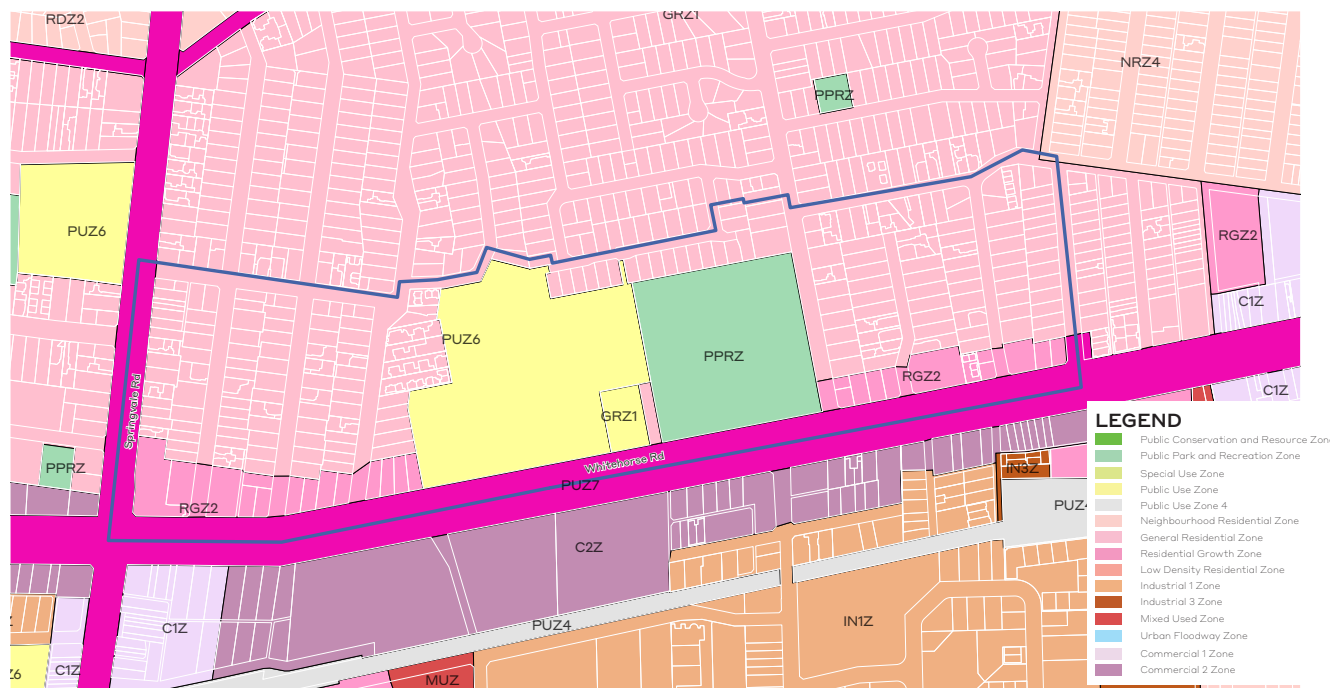 RDZ2
GRZ1
NRZ4
PPRZ
PUZ6
RGZ2
C1Z
PUZ6
PPRZ
RGZ2
C1Z
Springvale Rd
GRZ1
LEGEND
Public Conservation and Resource Zon
Public Park and Recreation Zone
Special Use Zone
Public Use Zone
Public Use Zone 4
Neighbourhood Residential Zone
General Residential Zone
Residential Growth Zone
Low Density Residential Zone
Industrial 1 Zone
Industrial 3 Zone
Mixed Used Zone
Urban Floodway Zone
Commercial 1 Zone
Commercial 2 Zone
PPRZ
Whitehorse Rd
IN3Z
PUZ7
RGZ2
PUZ4
C2Z
C1Z
PUZ4
IN1Z
Z6
C1Z
MUZ